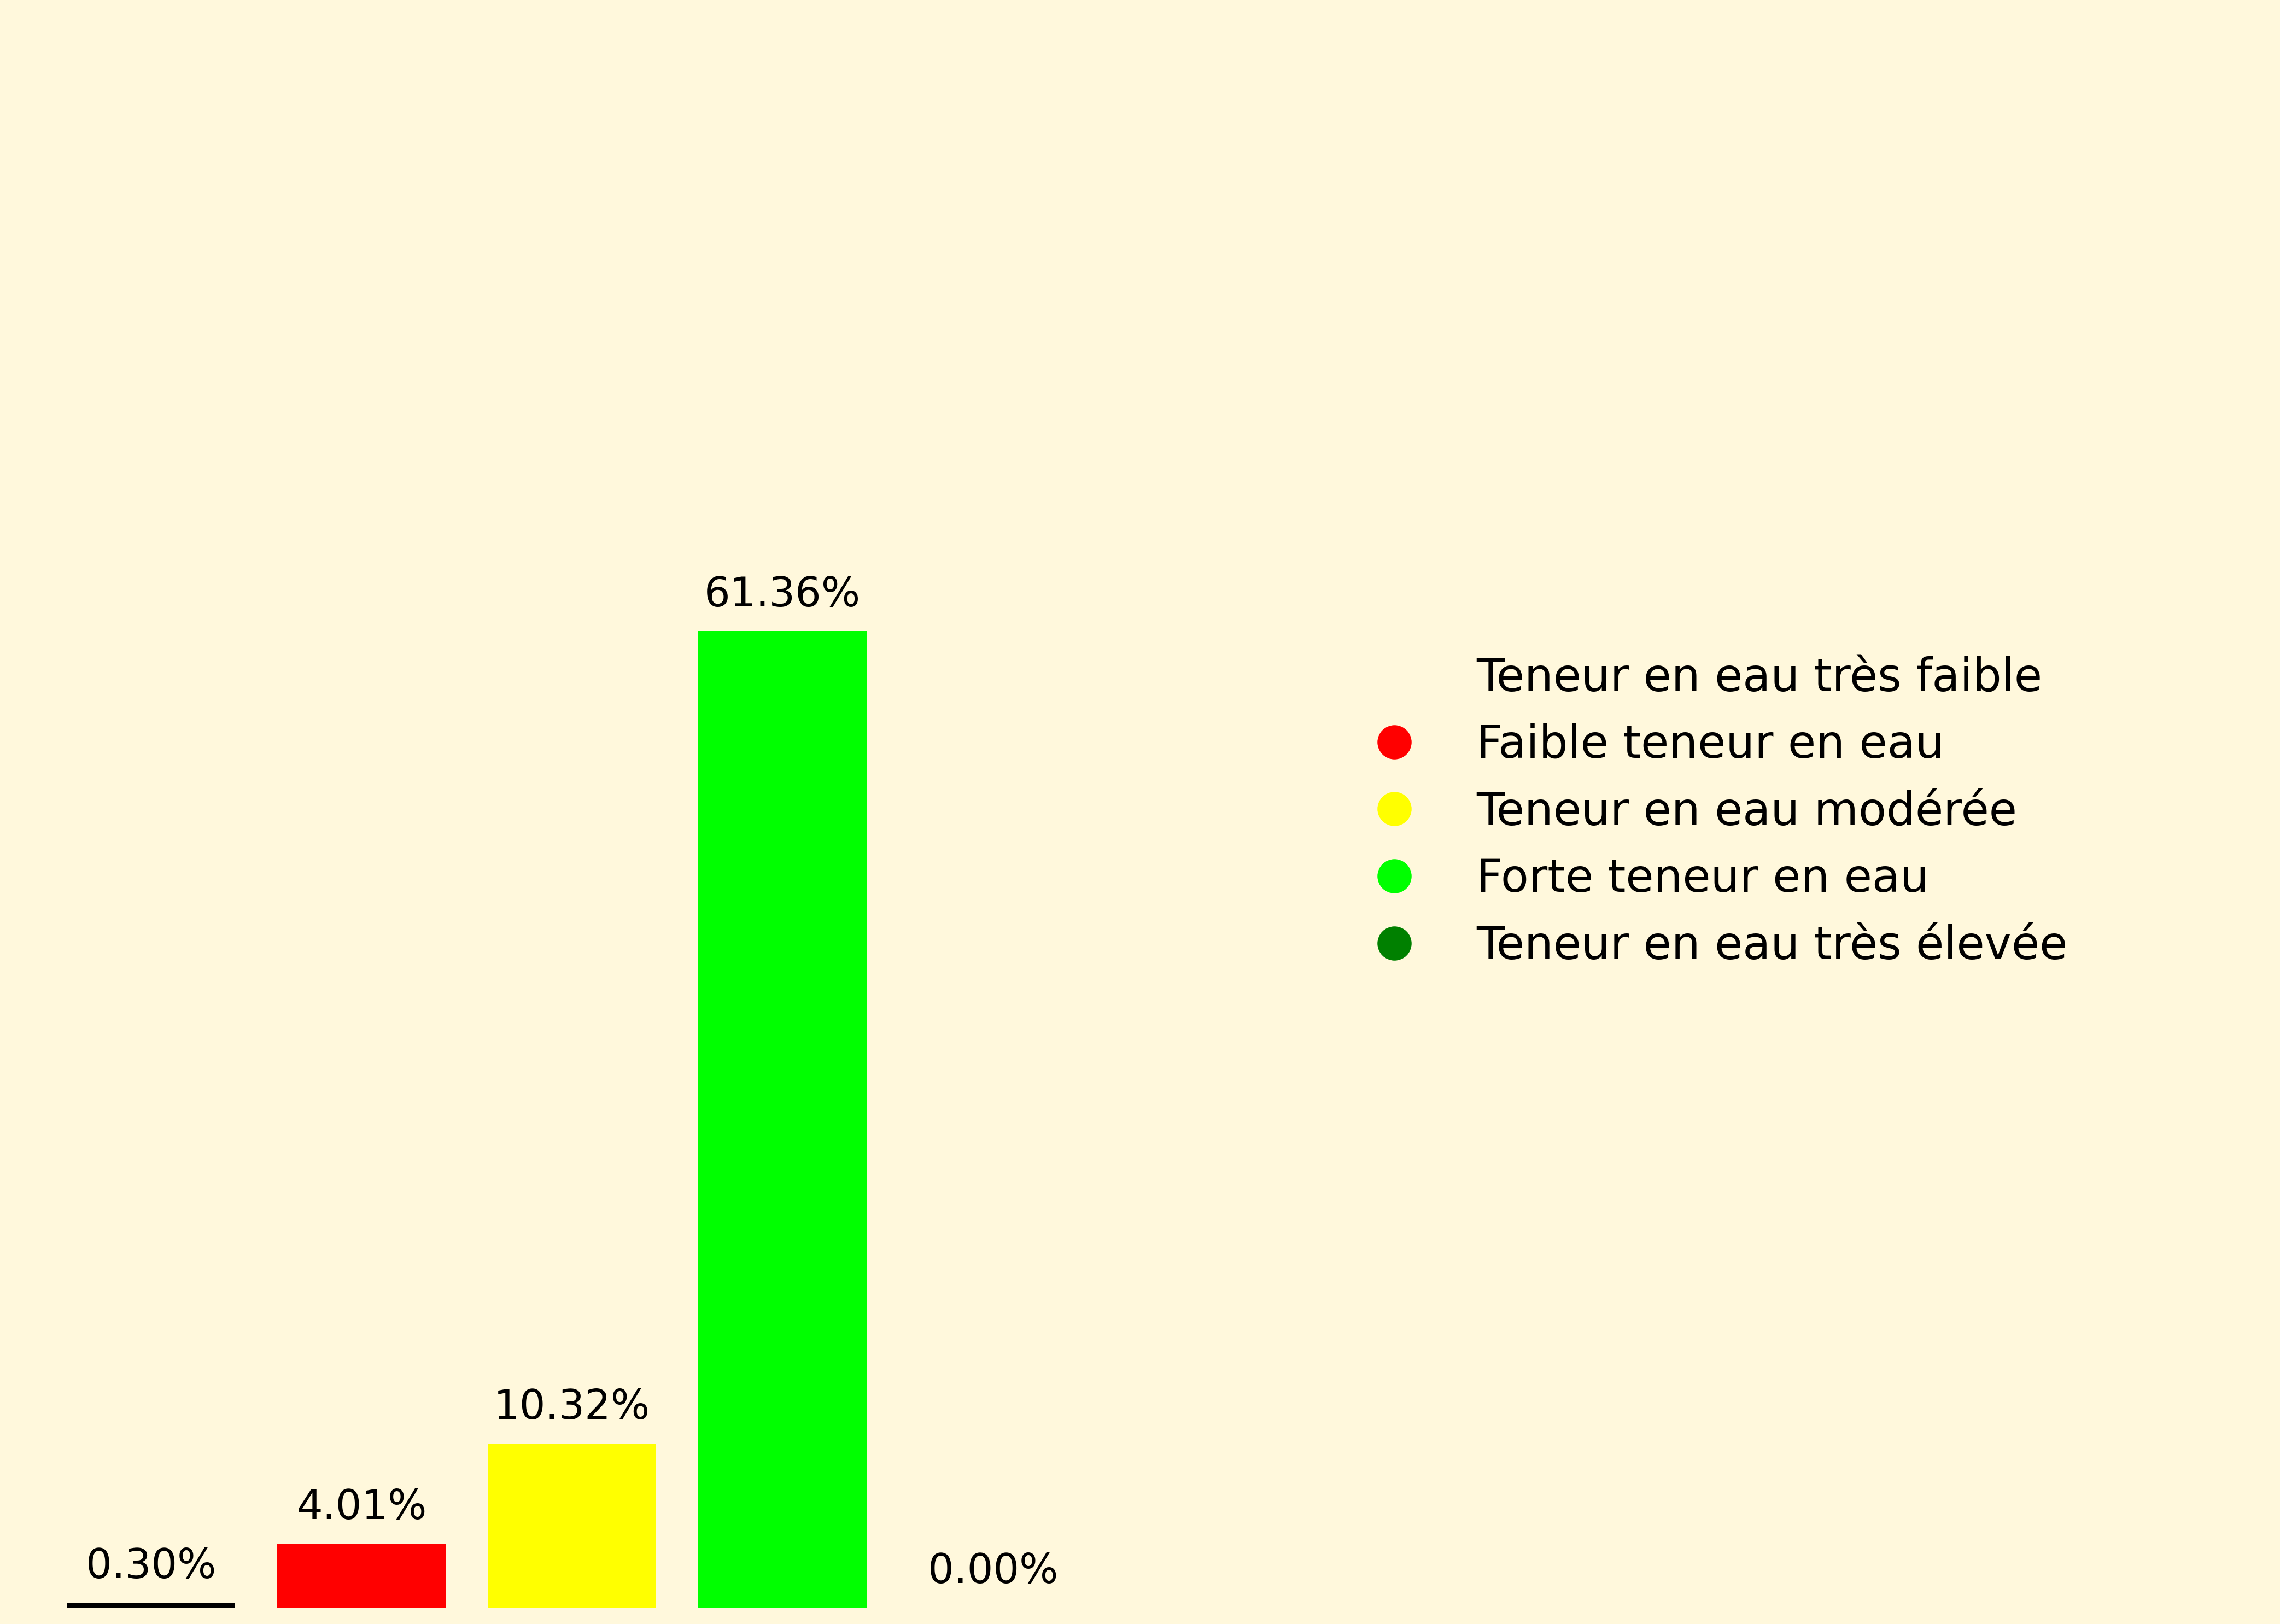 61.36%
10.32%
4.01%
0.30%
0.00%
Teneur en eau très faible
Faible teneur en eau
Teneur en eau modérée
Forte teneur en eau
Teneur en eau très élevée